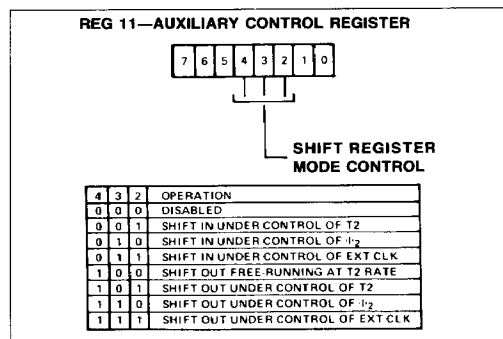 REG 11—AUXILIARY CONTROL REGISTER
7 6 5 4 3 2 1 0
SHIFT REGISTER
MODE CONTROL
4 3 2 OPERATION
0 0 0 DISABLED
0 0 1 SHIFT IN UNDER CONTROL OF T2
0 1 0 SHIFT IN UNDER CONTROL OF Φ2
0 1 1 SHIFT IN UNDER CONTROL OF EXT CLK
1 0 0 SHIFT OUT FREE-RUNNING AT T2 RATE
1 0 1 SHIFT OUT UNDER CONTROL OF T2
1 1 0 SHIFT OUT UNDER CONTROL OF Φ2
1 1 1 SHIFT OUT UNDER CONTROL OF EXT CLK